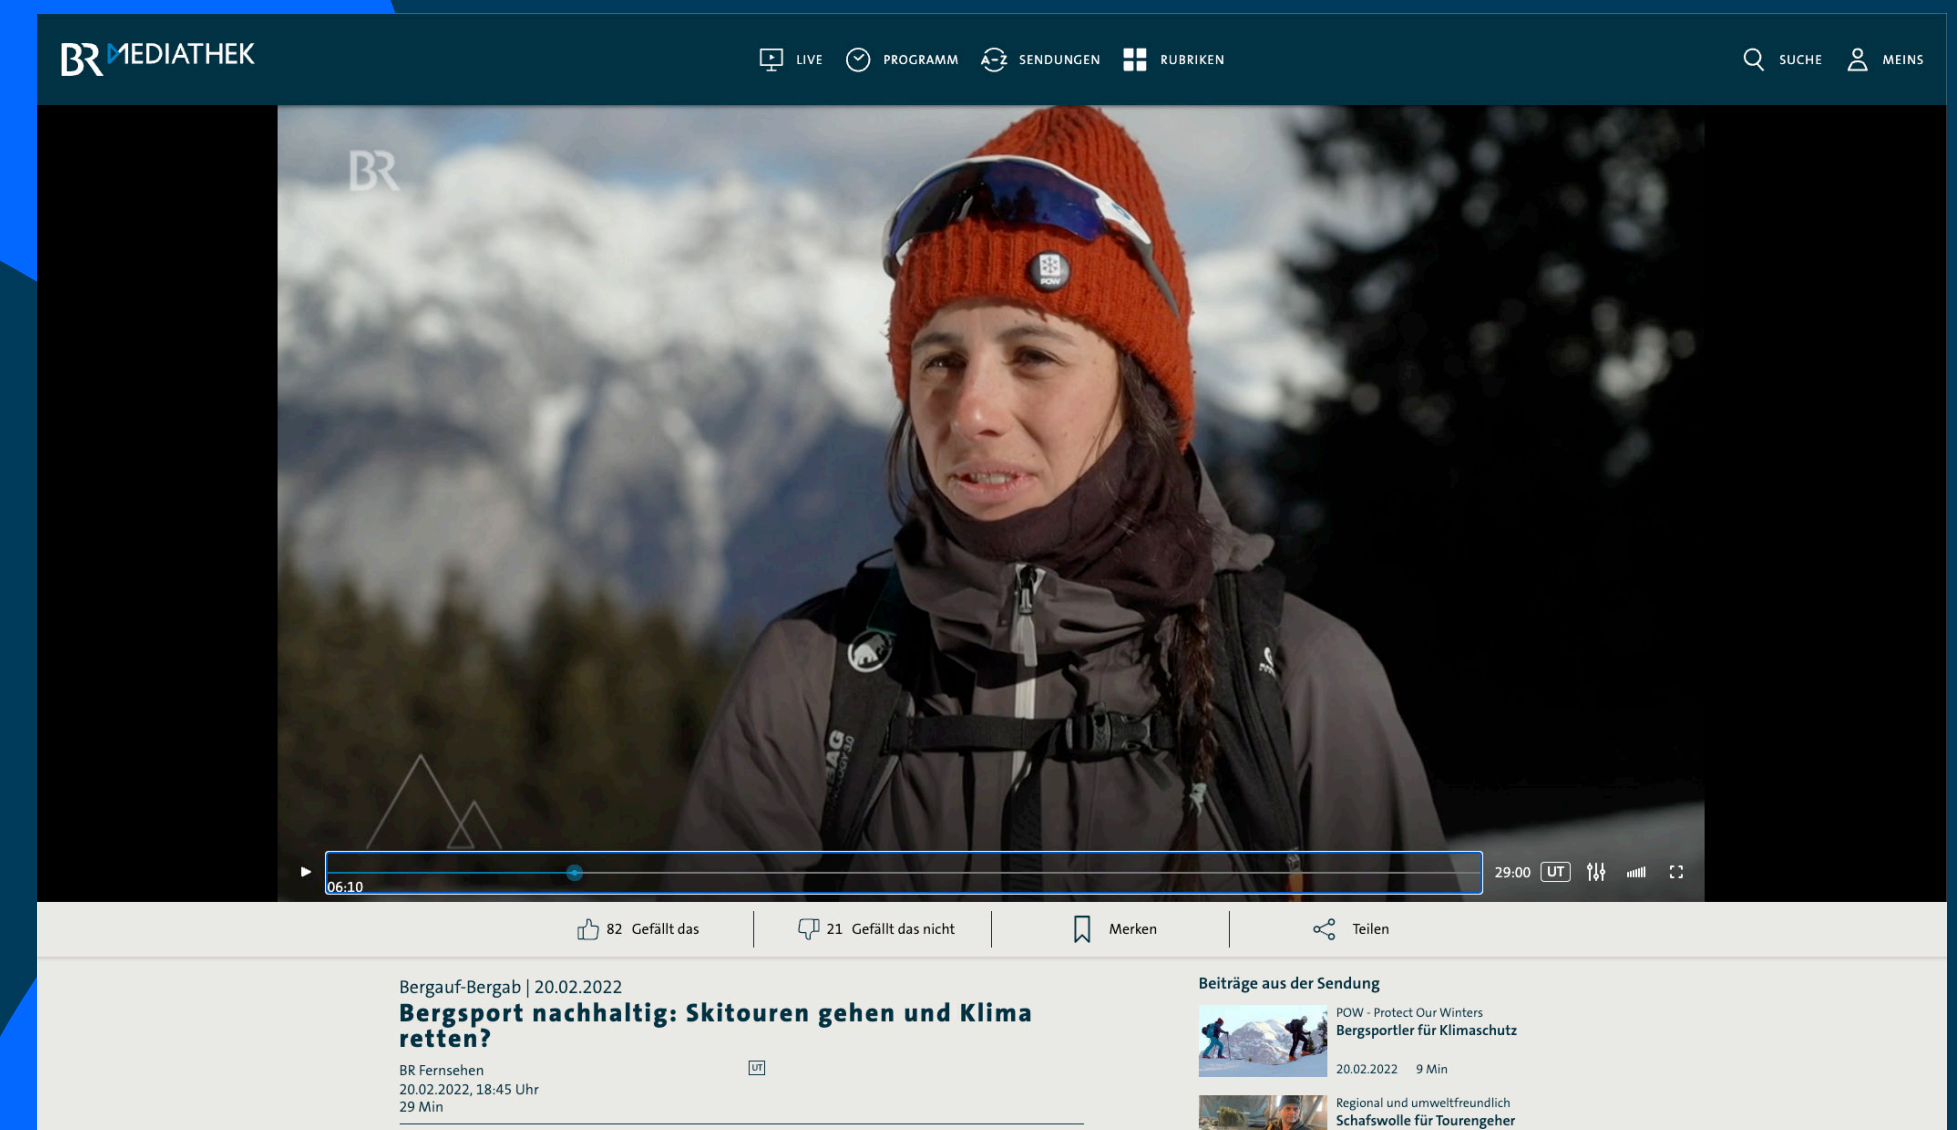 BR MEDIATHEK
LIVE
PROGRAMM
A-Z SENDUNGEN
RUBRIKEN
SUCHE
MEINS
BR
POW
AG
3.0
06:10
29:00
UT
82 Gefällt das
21 Gefällt das nicht
Merken
Teilen
Bergauf-Bergab | 20.02.2022
Bergsport nachhaltig: Skitouren gehen und Klima
retten?
BR Fernsehen
UT
20.02.2022, 18:45 Uhr
29 Min
Beiträge aus der Sendung
POW - Protect Our Winters
Bergsportler für Klimaschutz
20.02.2022 9 Min
Regional und umweltfreundlich
Schafswolle für Tourengeher